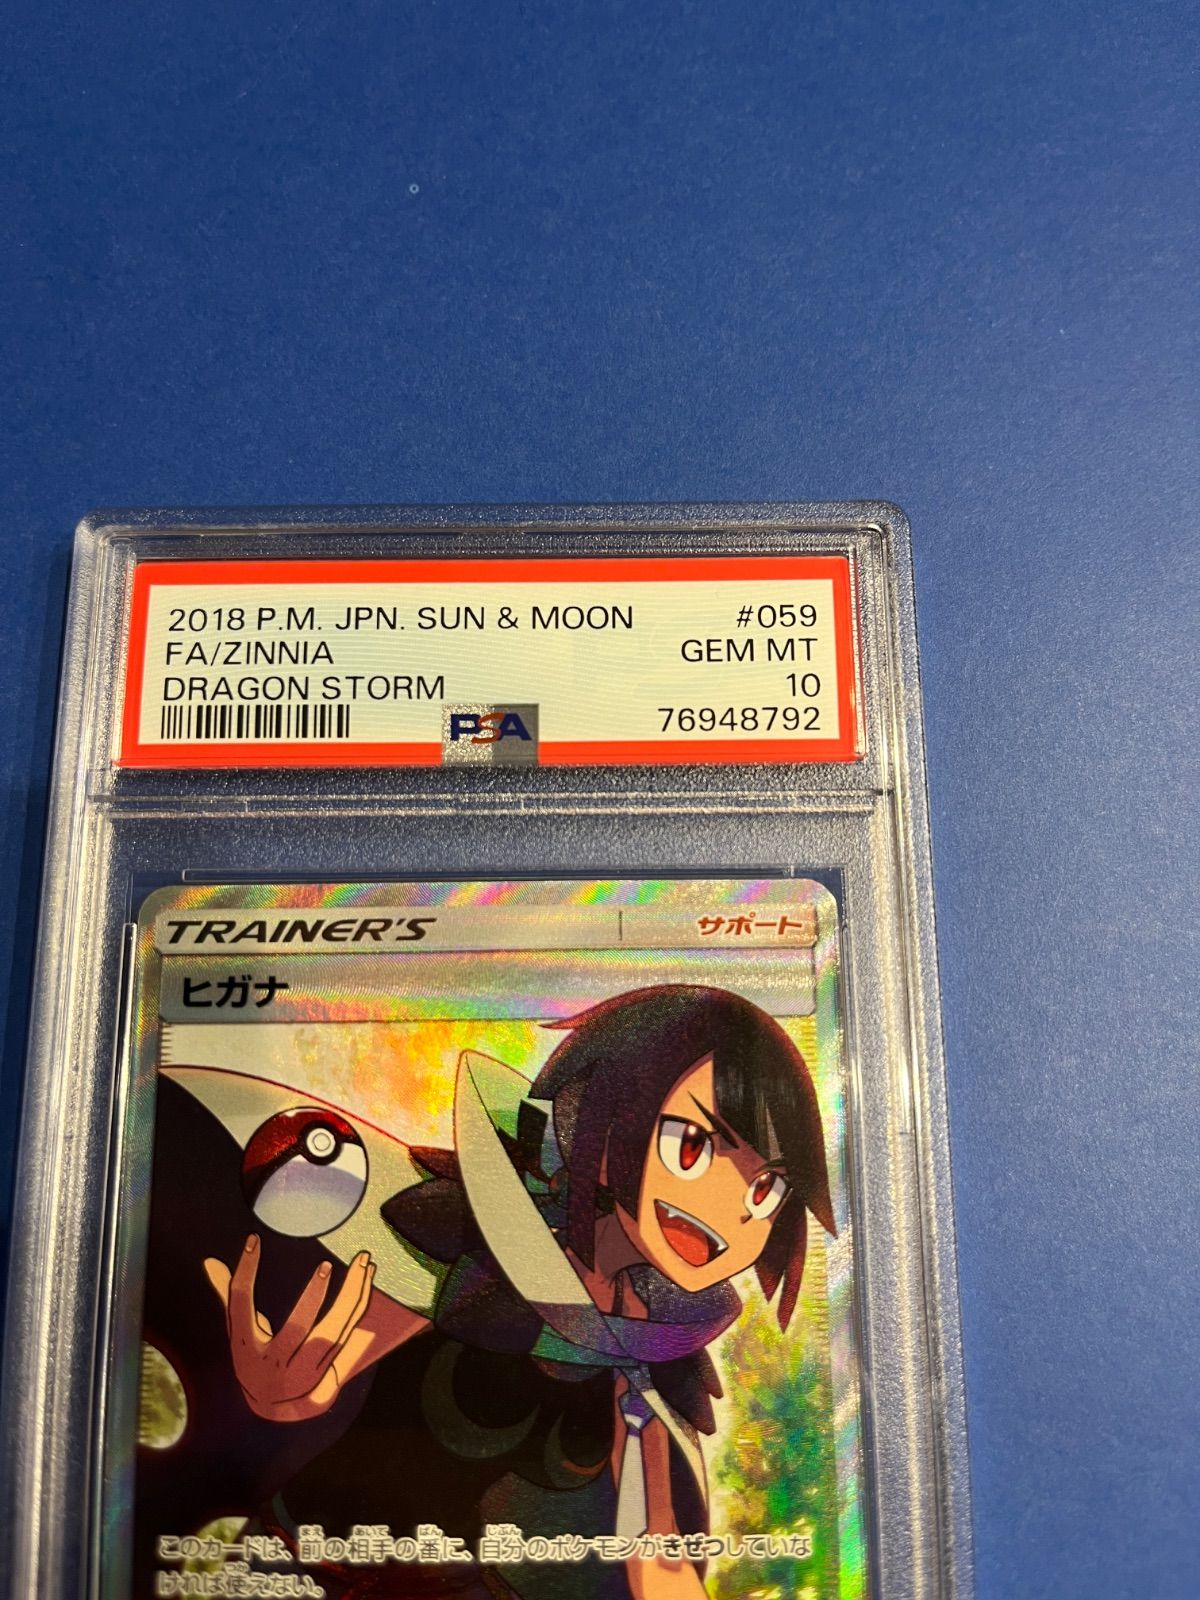 2018 P.M. JPN. SUN & MOON #059
FA/ZINNIA GEM MT
DRAGON STORM 10
PSA 76948792
TRAINER'S サポート
ヒガナ
このカードは、前の相手の番に、自分のポケモンがきぜつしていな
ければ使えない。